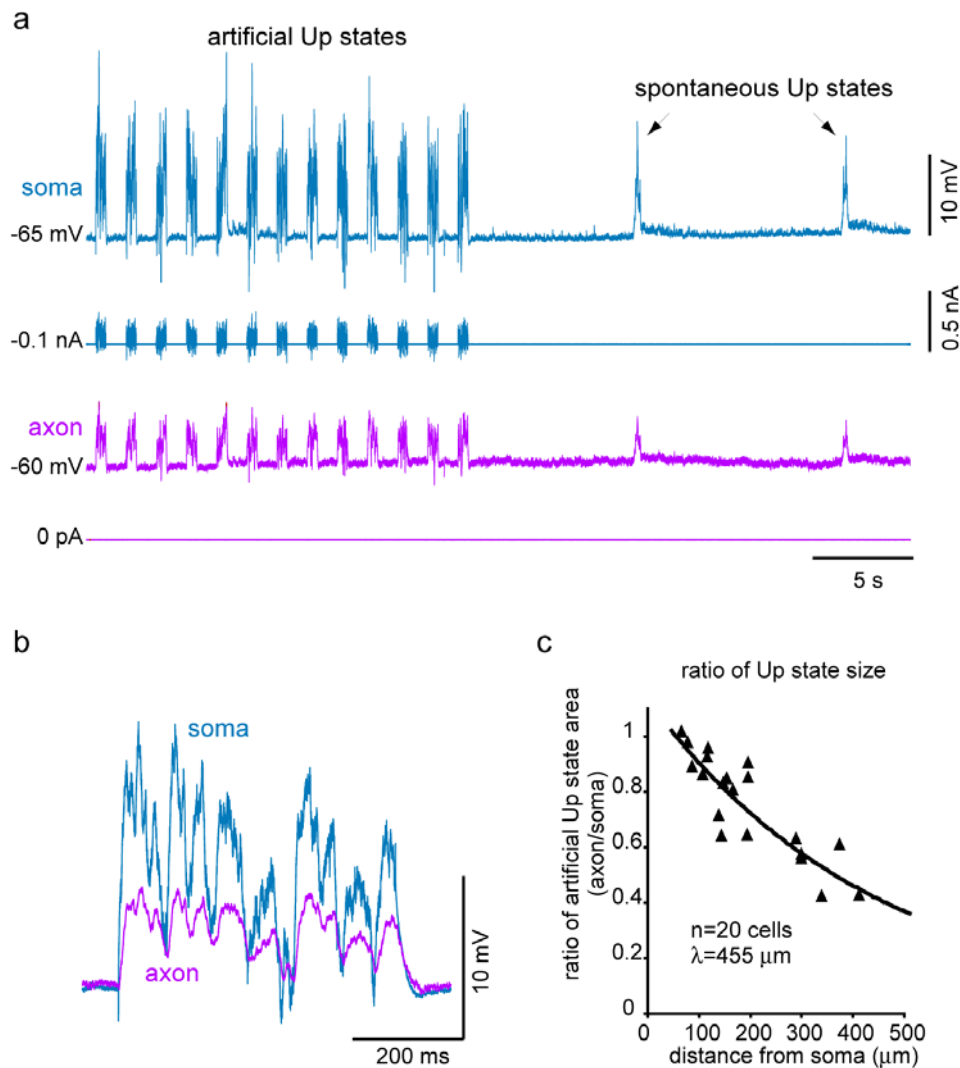 a
artificial Up states
spontaneous Up states
soma
-65 mV
10 mV
-0.1 nA
0.5 nA
axon
-60 mV
0 pA
5 s
b
soma
axon
10 mV
200 ms
c
ratio of Up state size
ratio of artificial Up state area
(axon/soma)
1
0.8
0.6
0.4
0.2
0
n=20 cells
λ=455 μm
0 100 200 300 400 500
distance from soma (μm)